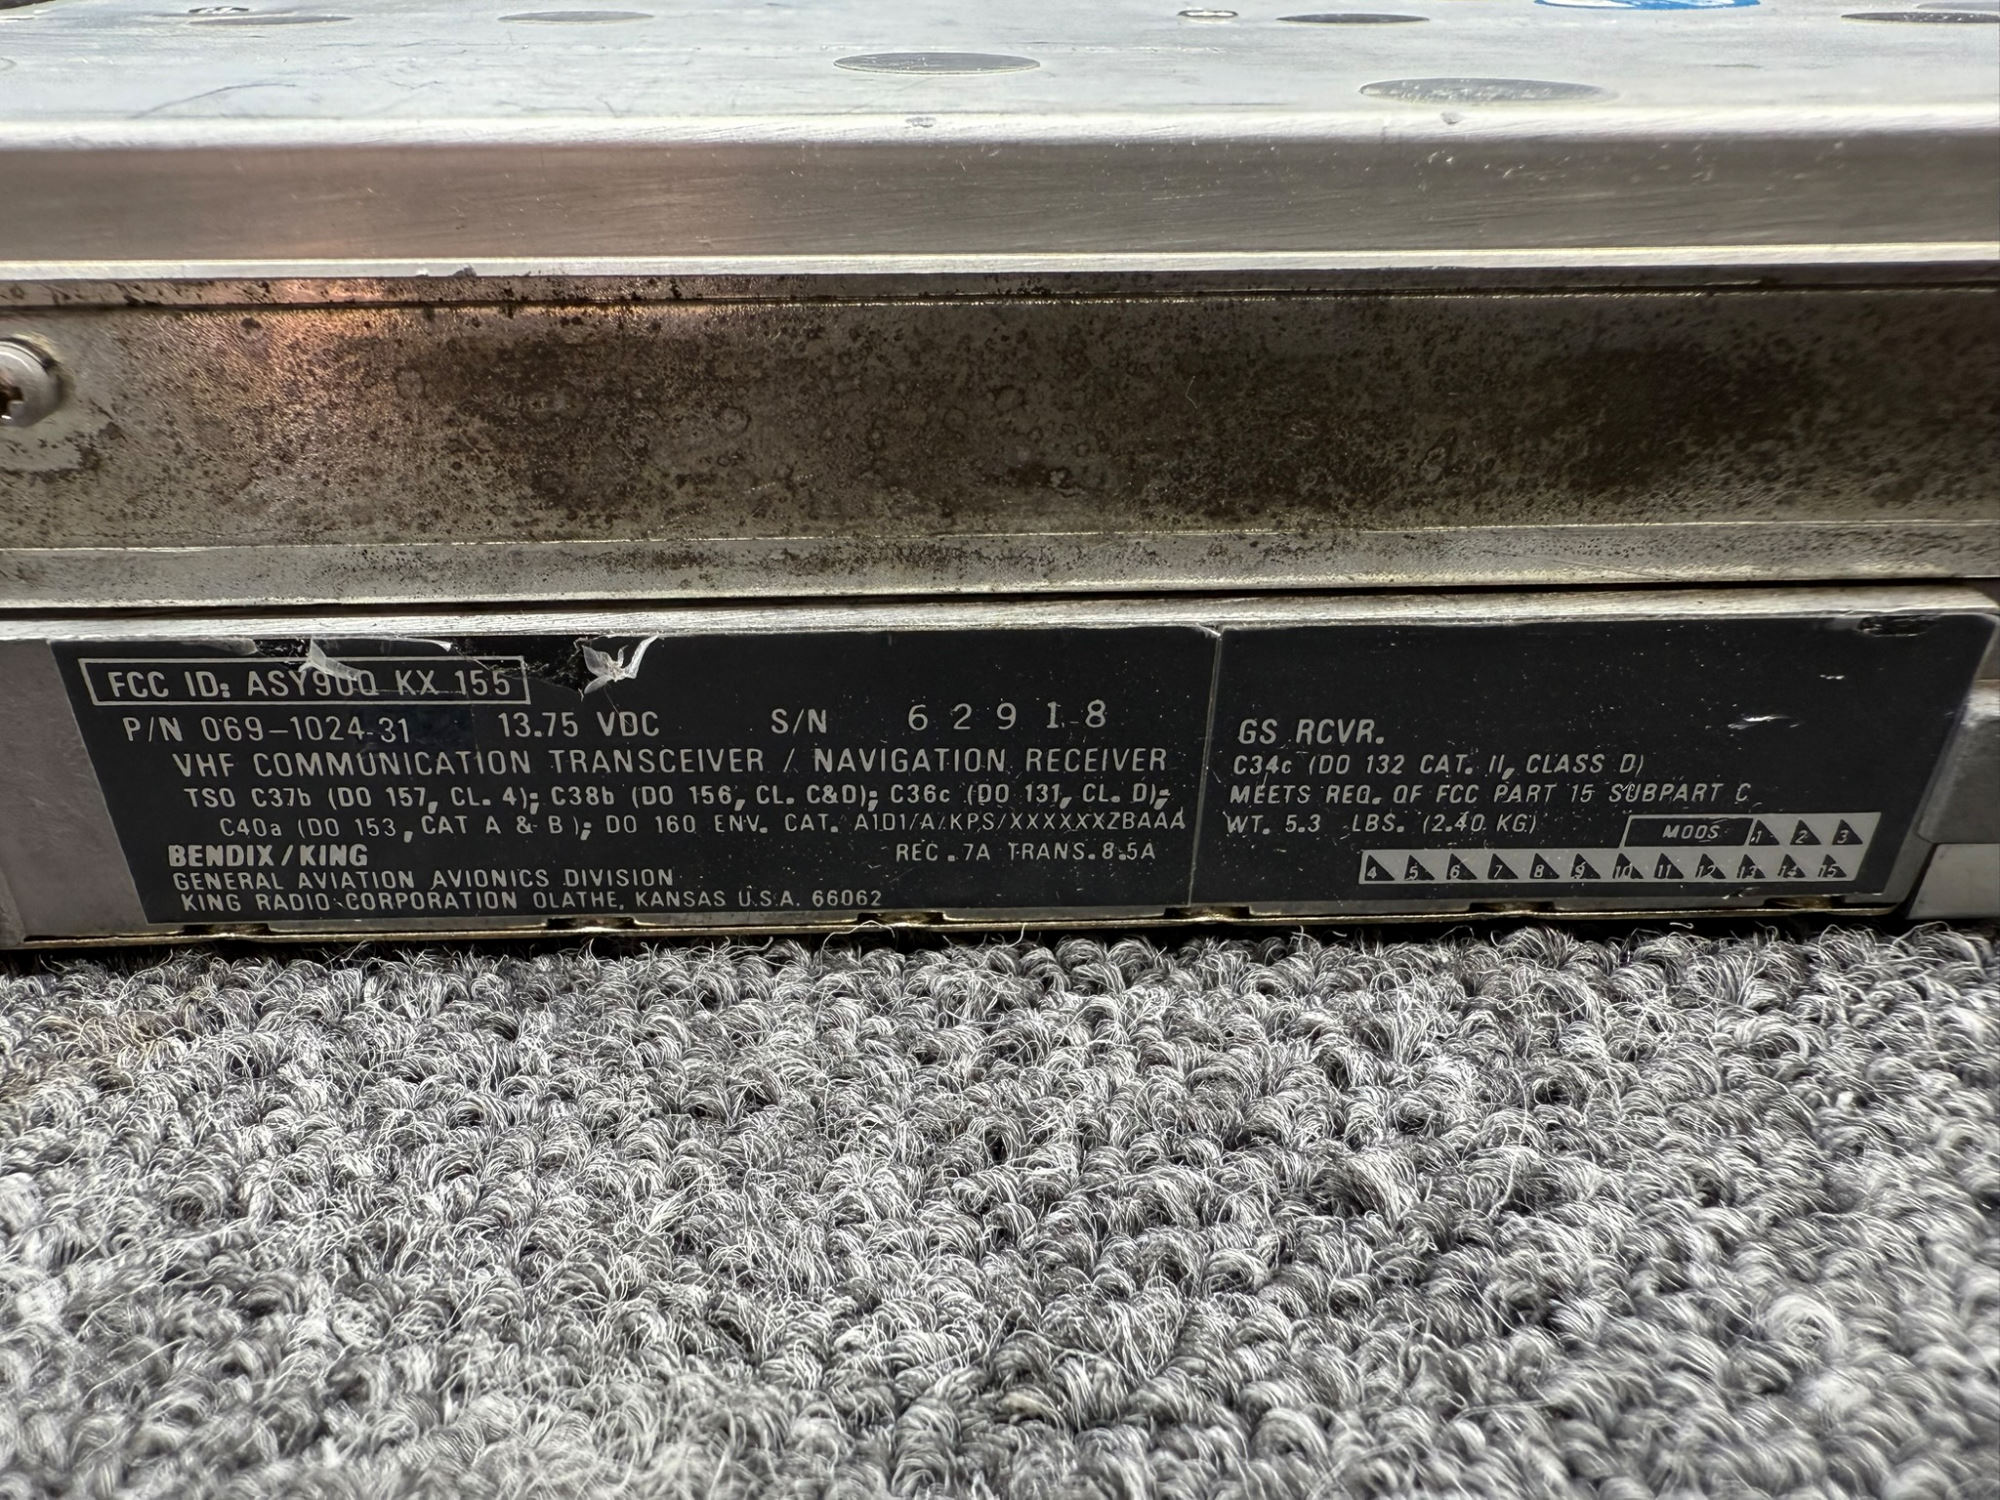 FCC ID: ASY9UQ KX 155
P/N 069-1024-31 13.75 VDC S/N 62918
VHF COMMUNICATION TRANSCEIVER / NAVIGATION RECEIVER
TSO C37b (DO 157, CL. 4); C38b (DO 156, CL. C&D); C36c (DO 131, CL. D);
C40a (DO 153, CAT A & B); DO 160 ENV. CAT. A1D1/A/KPS/XXXXXXZBAAA
BENDIX/KING REC .7A TRANS. 8.5A
GENERAL AVIATION AVIONICS DIVISION
KING RADIO CORPORATION OLATHE, KANSAS U.S.A. 66062
GS RCVR.
C34c (DO 132 CAT. II, CLASS D)
MEETS REQ. OF FCC PART 15 SUBPART C
WT. 5.3 LBS. (2.40 KG)
MODS 1 2 3
4 5 6 7 8 9 10 11 12 13 14 15